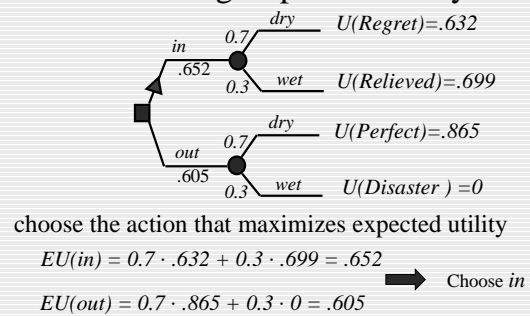 dry U(Regret)=.632
0.7
in
.652
0.3 wet U(Relieved)=.699
dry U(Perfect)=.865
0.7
out
.605
0.3 wet U(Disaster ) =0
choose the action that maximizes expected utility
EU(in) = 0.7 · .632 + 0.3 · .699 = .652
Choose in
EU(out) = 0.7 · .865 + 0.3 · 0 = .605